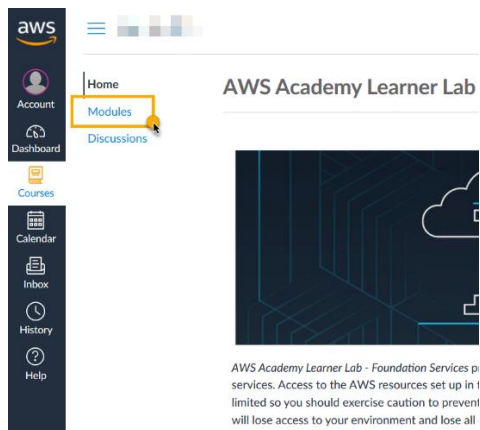 aws
Account
Dashboard
Courses
Calendar
Inbox
History
Help
Home
Modules
Discussions
AWS Academy Learner Lab
AWS Academy Learner Lab - Foundation Services
services. Access to the AWS resources set up in
limited so you should exercise caution to prevent
will lose access to your environment and lose all